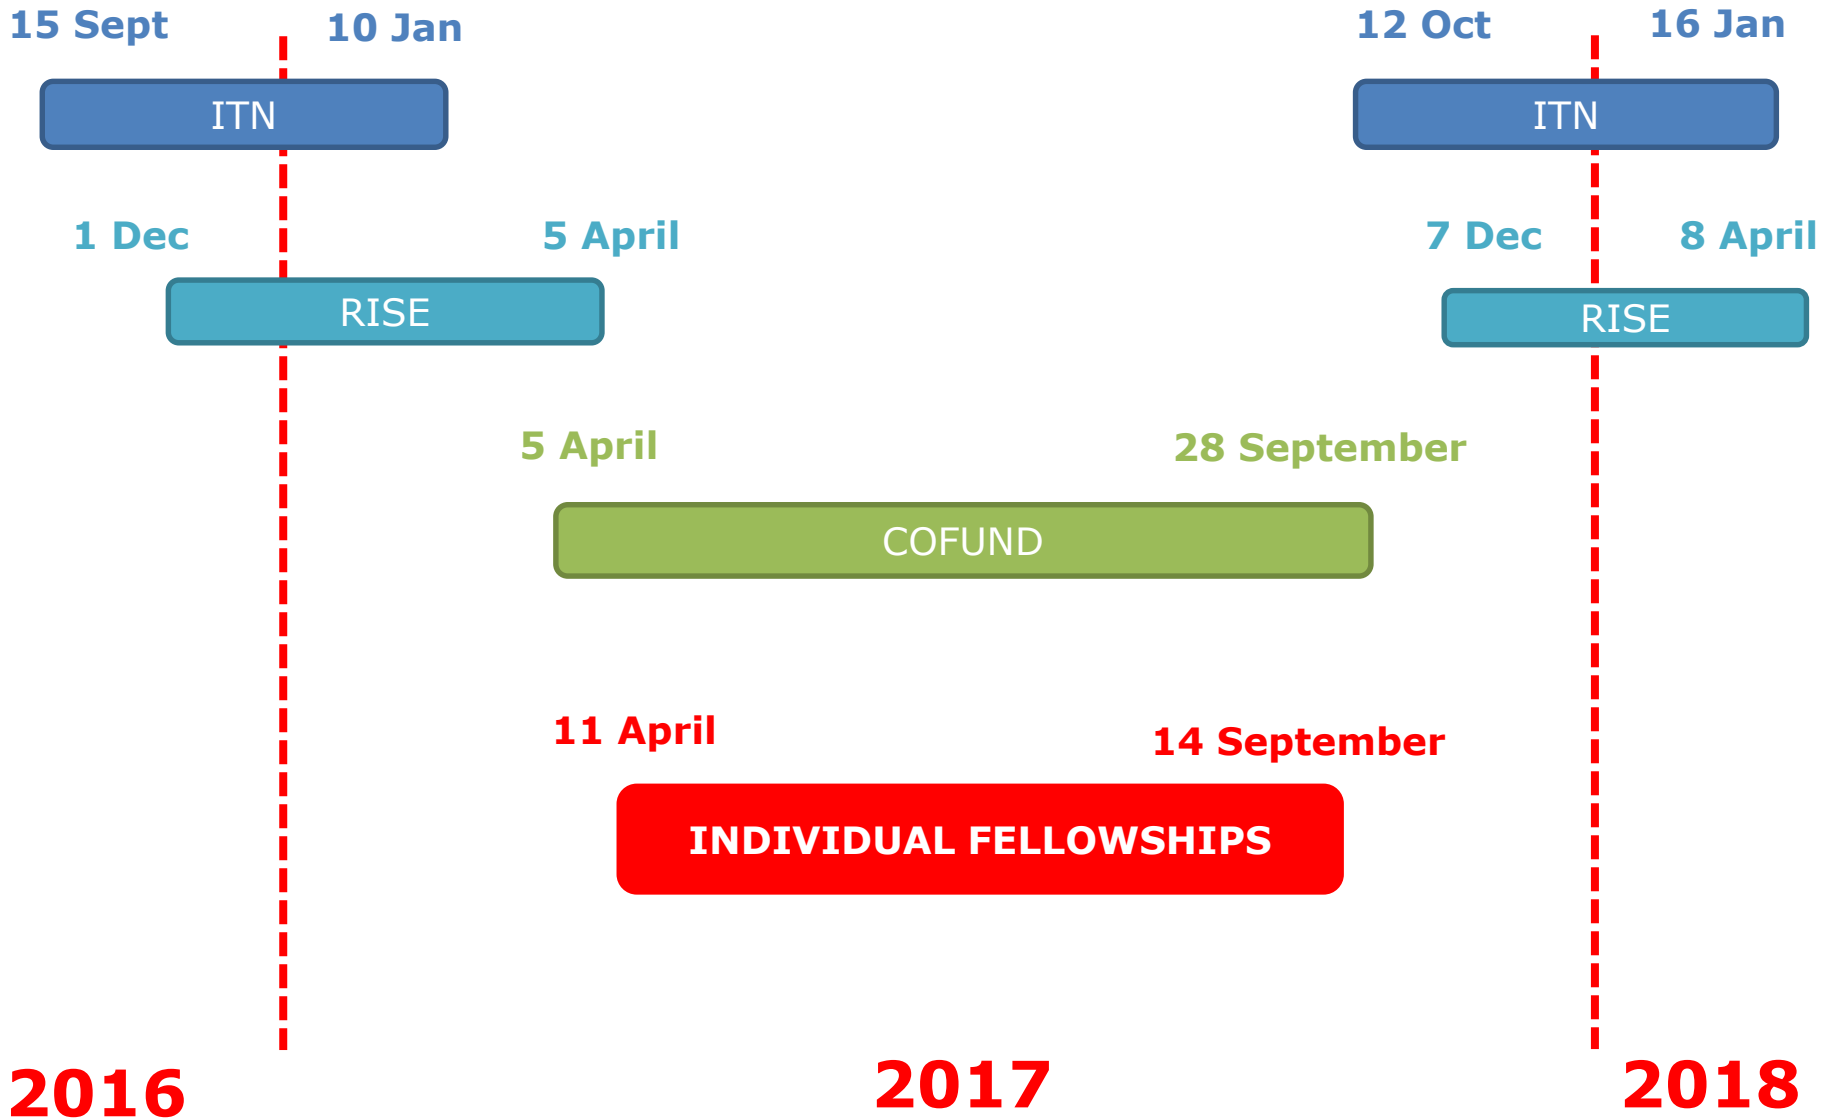 15 Sept 10 Jan 12 Oct 16 Jan
ITN ITN
1 Dec 5 April 7 Dec 8 April
RISE RISE
5 April 28 September
COFUND
11 April 14 September
INDIVIDUAL FELLOWSHIPS
2016 2017 2018